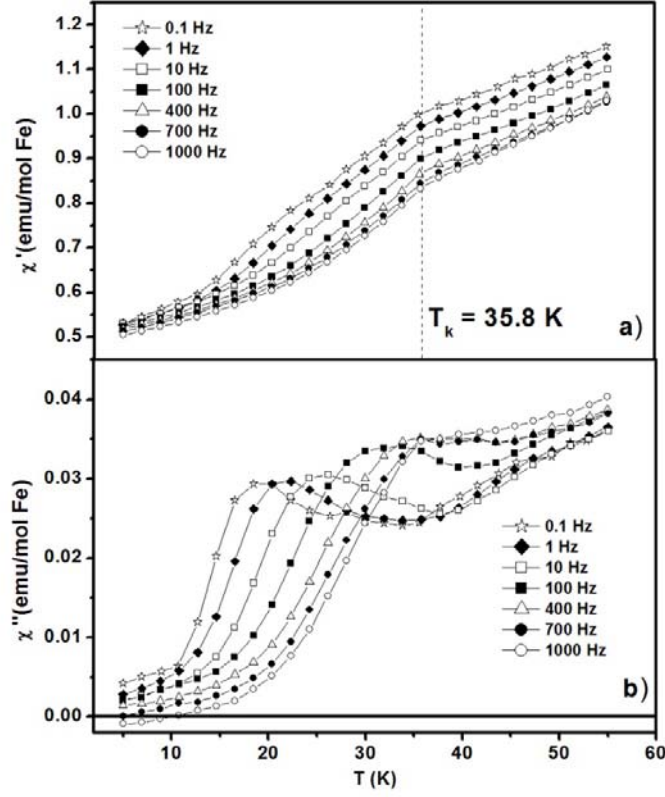 1.2
1.1
1.0
0.9
0.8
0.7
0.6
0.5
χ '(emu/mol Fe)
0.1 Hz
1 Hz
10 Hz
100 Hz
400 Hz
700 Hz
1000 Hz
T_k = 35.8 K
a)
0.04
0.03
0.02
0.01
0.00
χ ''(emu/mol Fe)
0.1 Hz
1 Hz
10 Hz
100 Hz
400 Hz
700 Hz
1000 Hz
b)
10 20 30 40 50 60
T (K)